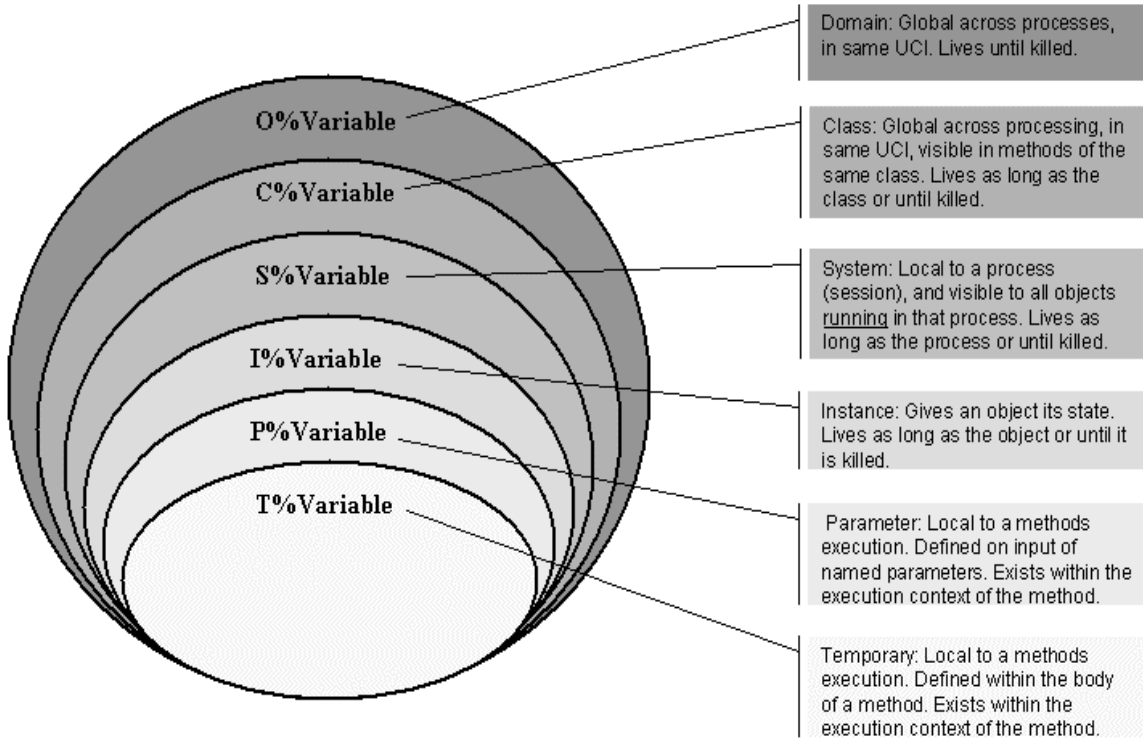 Domain: Global across processes,
in same UCI. Lives until killed.
O%Variable
Class: Global across processing, in
same UCI, visible in methods of the
same class. Lives as long as the
class or until killed.
C%Variable
System: Local to a process
(session), and visible to all objects
running in that process. Lives as
long as the process or until killed.
S%Variable
Instance: Gives an object its state.
Lives as long as the object or until it
is killed.
I%Variable
Parameter: Local to a methods
execution. Defined on input of
named parameters. Exists within the
execution context of the method.
P%Variable
Temporary: Local to a methods
execution. Defined within the body
of a method. Exists within the
execution context of the method.
T%Variable